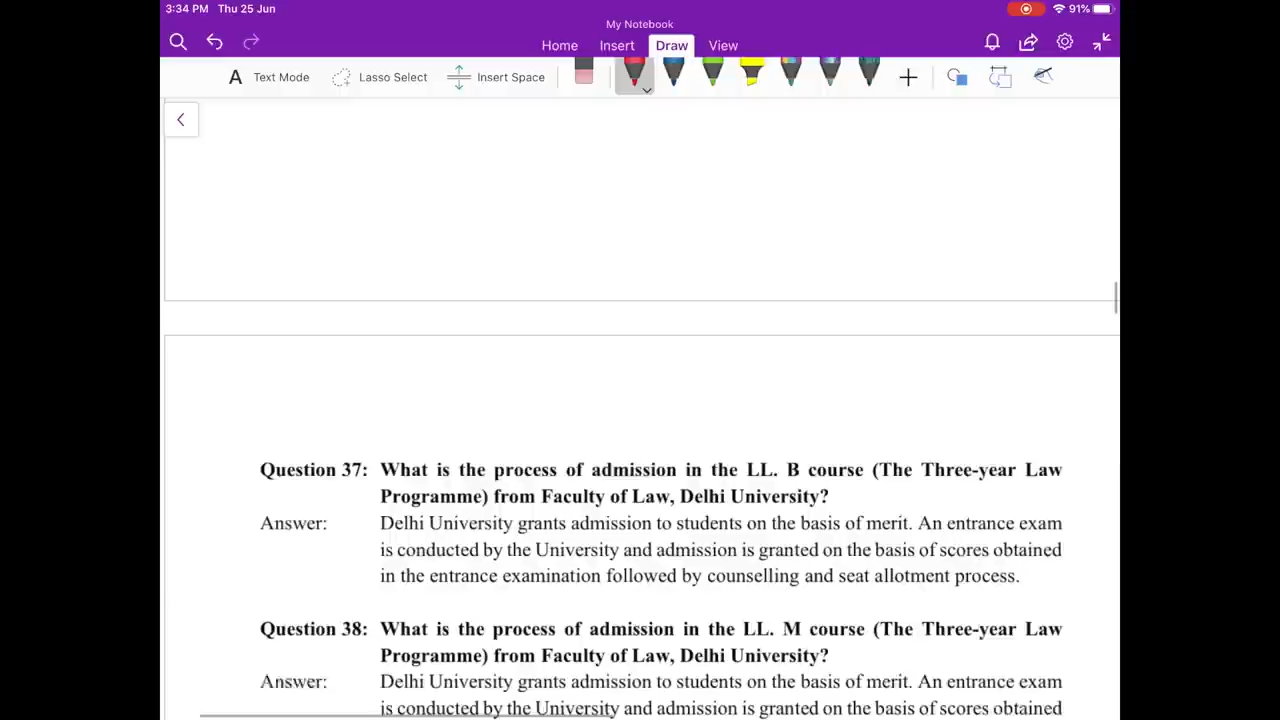 3:34 PM Thu 25 Jun
91%
My Notebook
Home Insert Draw View
A Text Mode Lasso Select Insert Space
Question 37: What is the process of admission in the LL. B course (The Three-year Law
Programme) from Faculty of Law, Delhi University?
Answer: Delhi University grants admission to students on the basis of merit. An entrance exam
is conducted by the University and admission is granted on the basis of scores obtained
in the entrance examination followed by counselling and seat allotment process.
Question 38: What is the process of admission in the LL. M course (The Three-year Law
Programme) from Faculty of Law, Delhi University?
Answer: Delhi University grants admission to students on the basis of merit. An entrance exam
is conducted by the University and admission is granted on the basis of scores obtained